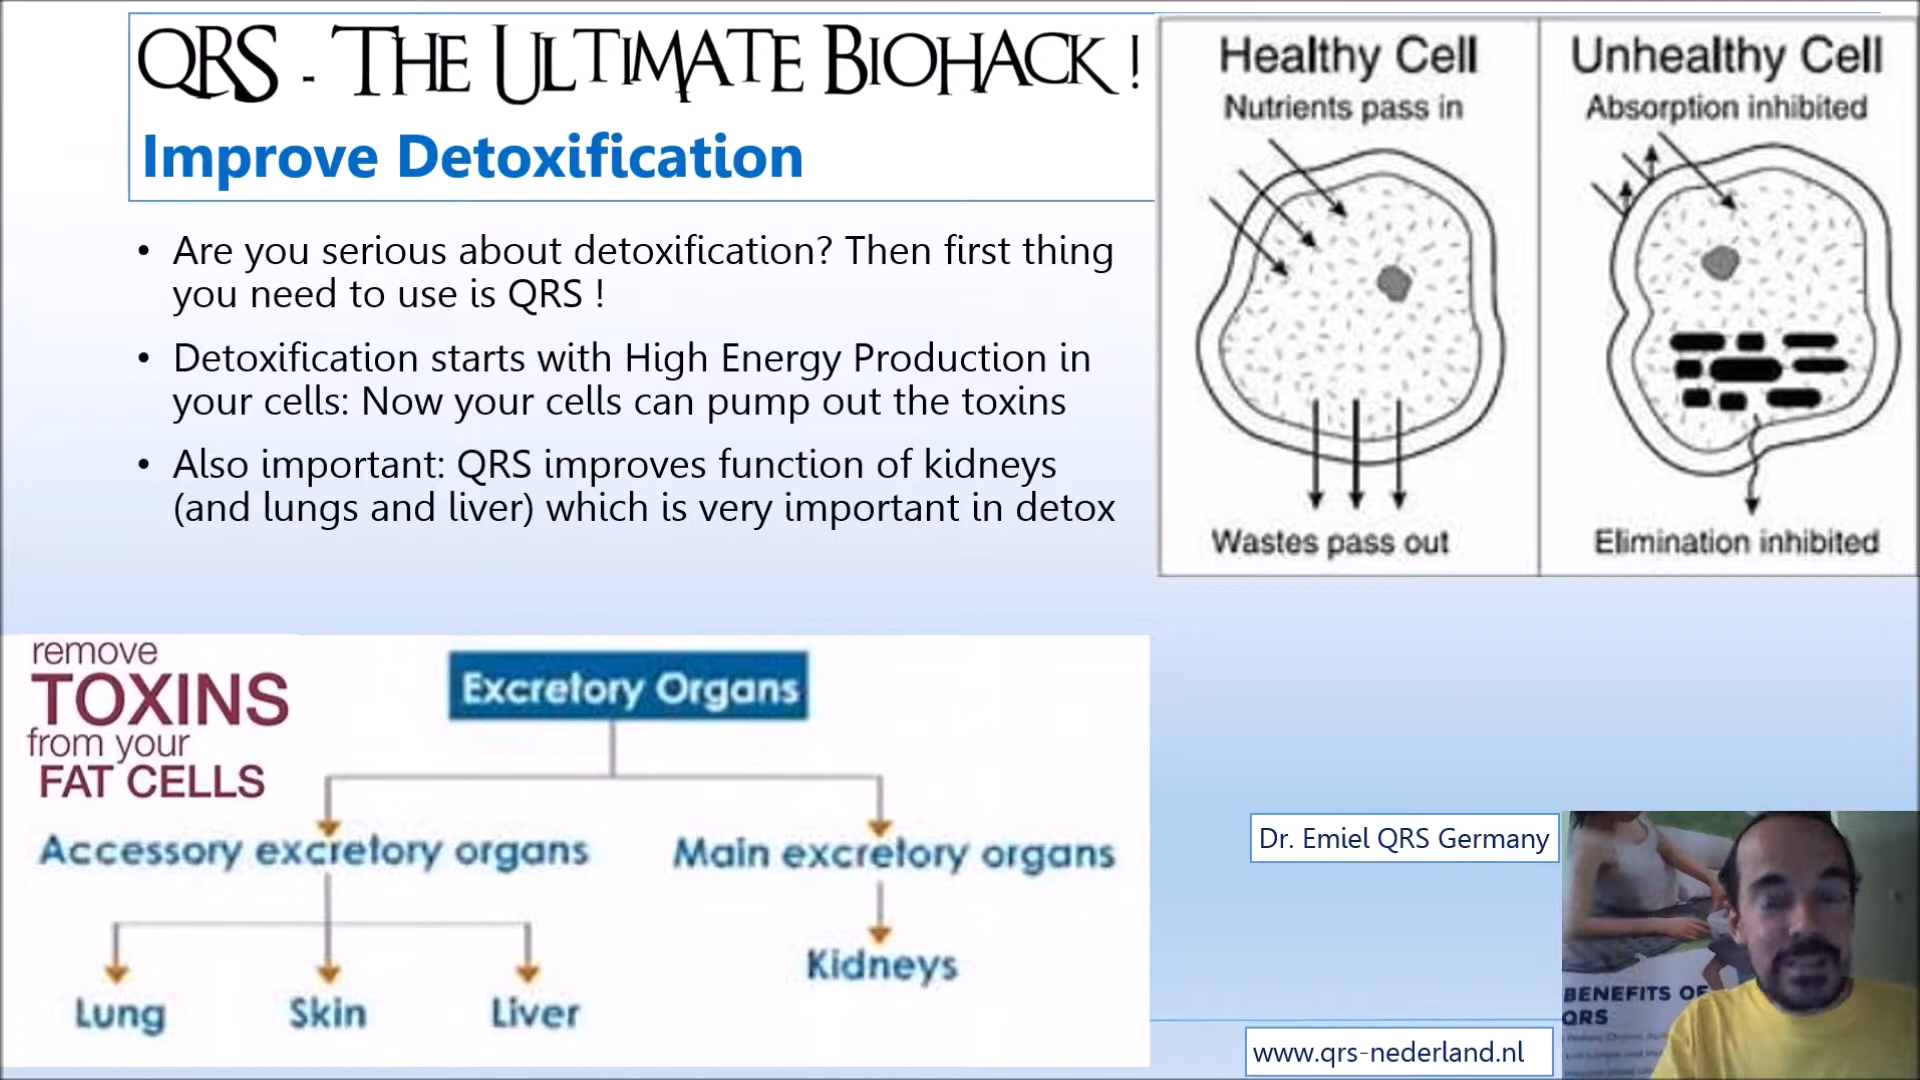 QRS - THE ULTIMATE BIOHACK !
Improve Detoxification
• Are you serious about detoxification? Then first thing
you need to use is QRS !
• Detoxification starts with High Energy Production in
your cells: Now your cells can pump out the toxins
• Also important: QRS improves function of kidneys
(and lungs and liver) which is very important in detox
Healthy Cell
Nutrients pass in
Wastes pass out
Unhealthy Cell
Absorption inhibited
Elimination inhibited
remove
TOXINS
from your
FAT CELLS
Excretory Organs
Accessory excretory organs
Main excretory organs
Lung
Skin
Liver
Kidneys
Dr. Emiel QRS Germany
BENEFITS OF
QRS
www.qrs-nederland.nl